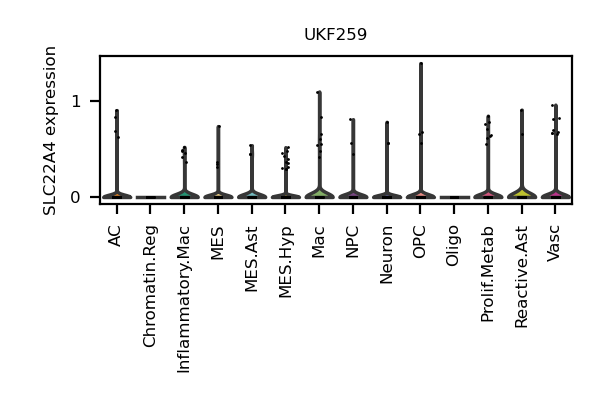 UKF259
SLC22A4 expression
1
0
AC
Chromatin.Reg
Inflammatory.Mac
MES
MES.Ast
MES.Hyp
Mac
NPC
Neuron
OPC
Oligo
Prolif.Metab
Reactive.Ast
Vasc